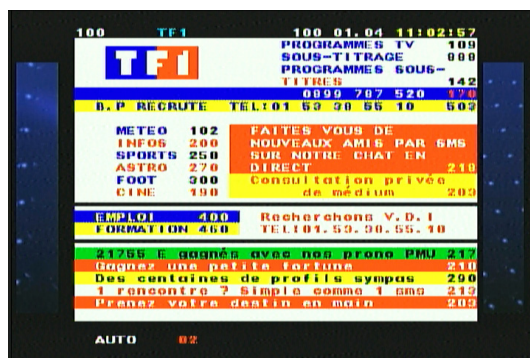 100 TF1 100 01.04 11:02:57
TF1
PROGRAMMES TV 109
SOUS-TITRAGE 888
PROGRAMMES SOUS-
TITRES 142
0899 787 520 170
B.P RECRUTE TEL:01 53 30 55 10 503
METEO 102
INFOS 200
SPORTS 250
ASTRO 270
FOOT 300
CINE 190
FAITES VOUS DE
NOUVEAUX AMIS PAR SMS
SUR NOTRE CHAT EN
DIRECT 218
Consultation privée
de médium 203
EMPLOI 400
FORMATION 450
Recherchons V.D.I
TEL:01.53.30.55.10
21755 E gagnés avec nos prono PMU 217
Gagnez une petite fortune 210
Des centaines de profils sympas 290
1 rencontre ? Simple comme 1 sms 213
Prenez votre destin en main 203
AUTO 02